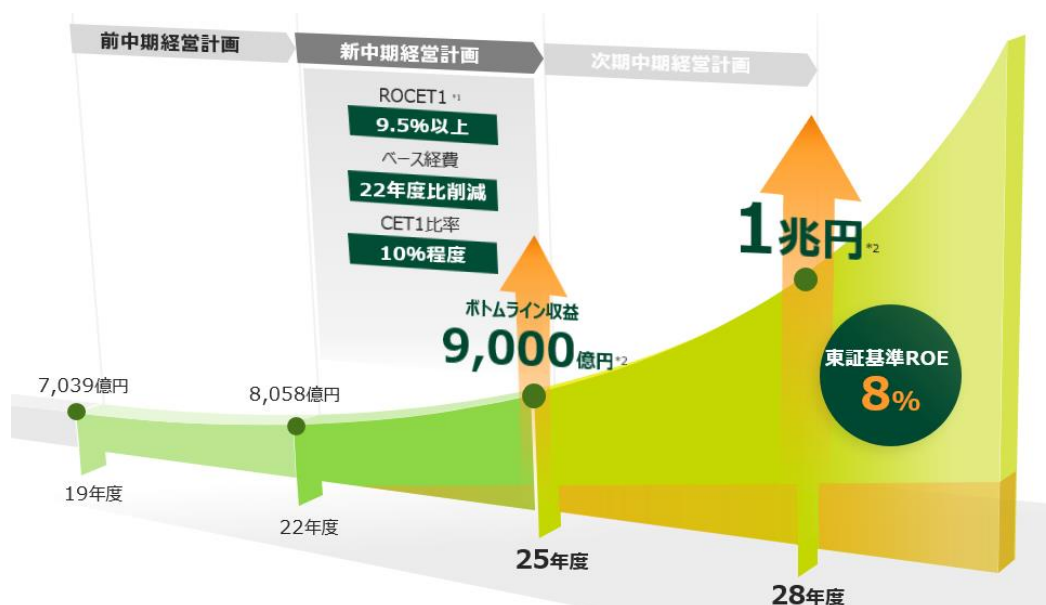 前中期経営計画
新中期経営計画
次期中期経営計画
ROCET1 *1
9.5%以上
ベース経費
22年度比削減
CET1比率
10%程度
ボトムライン収益
9,000億円*2
1兆円*2
東証基準ROE
8%
7,039億円
8,058億円
19年度
22年度
25年度
28年度